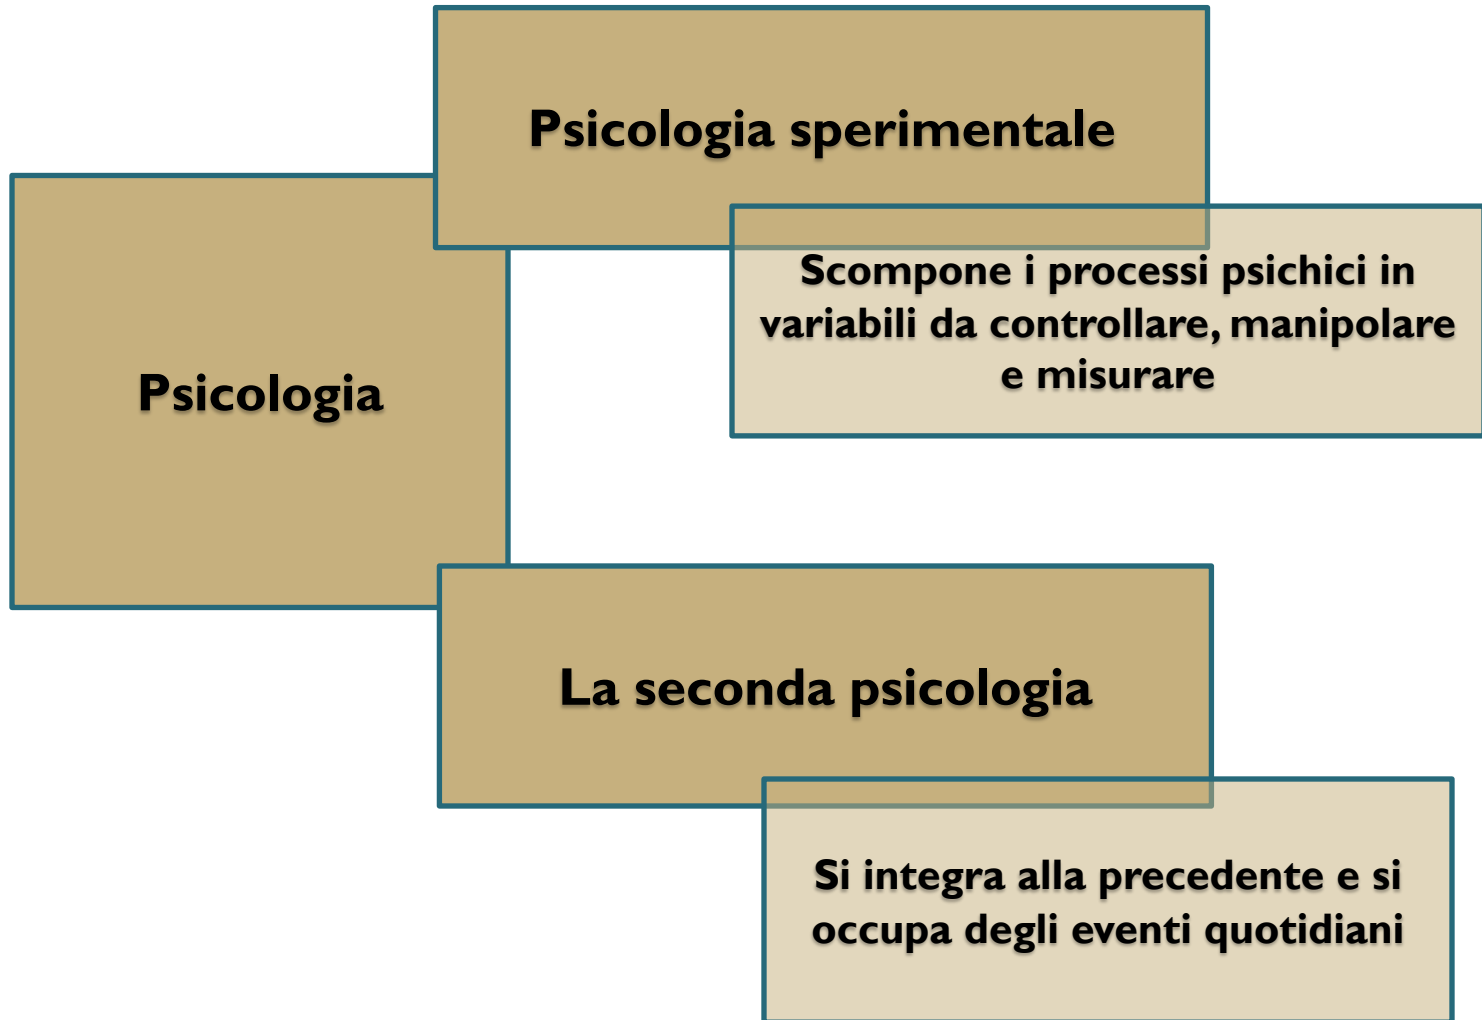 Psicologia sperimentale
Scompone i processi psichici in
variabili da controllare, manipolare
e misurare
Psicologia
La seconda psicologia
Si integra alla precedente e si
occupa degli eventi quotidiani